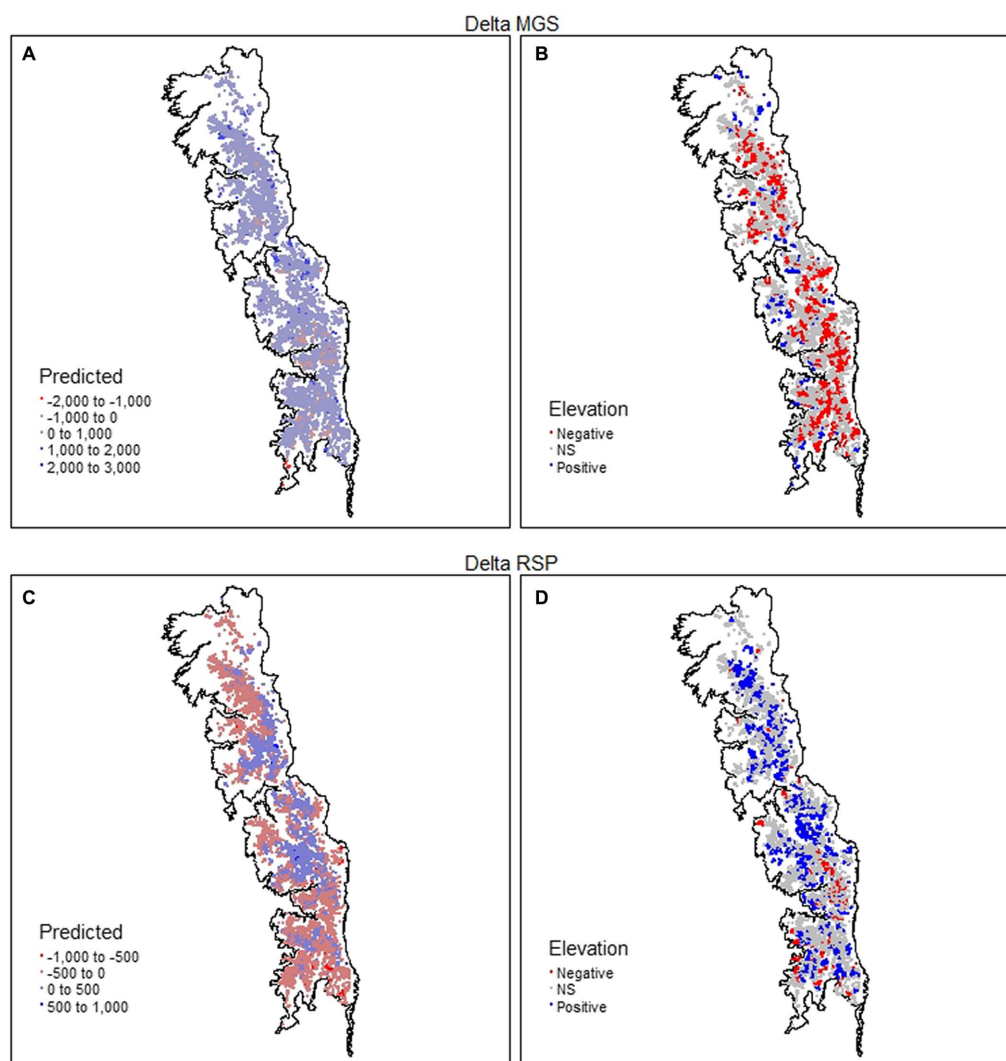 Delta MGS
A
Predicted
-2,000 to -1,000
-1,000 to 0
0 to 1,000
1,000 to 2,000
2,000 to 3,000
B
Elevation
Negative
NS
Positive
Delta RSP
C
Predicted
-1,000 to -500
-500 to 0
0 to 500
500 to 1,000
D
Elevation
Negative
NS
Positive